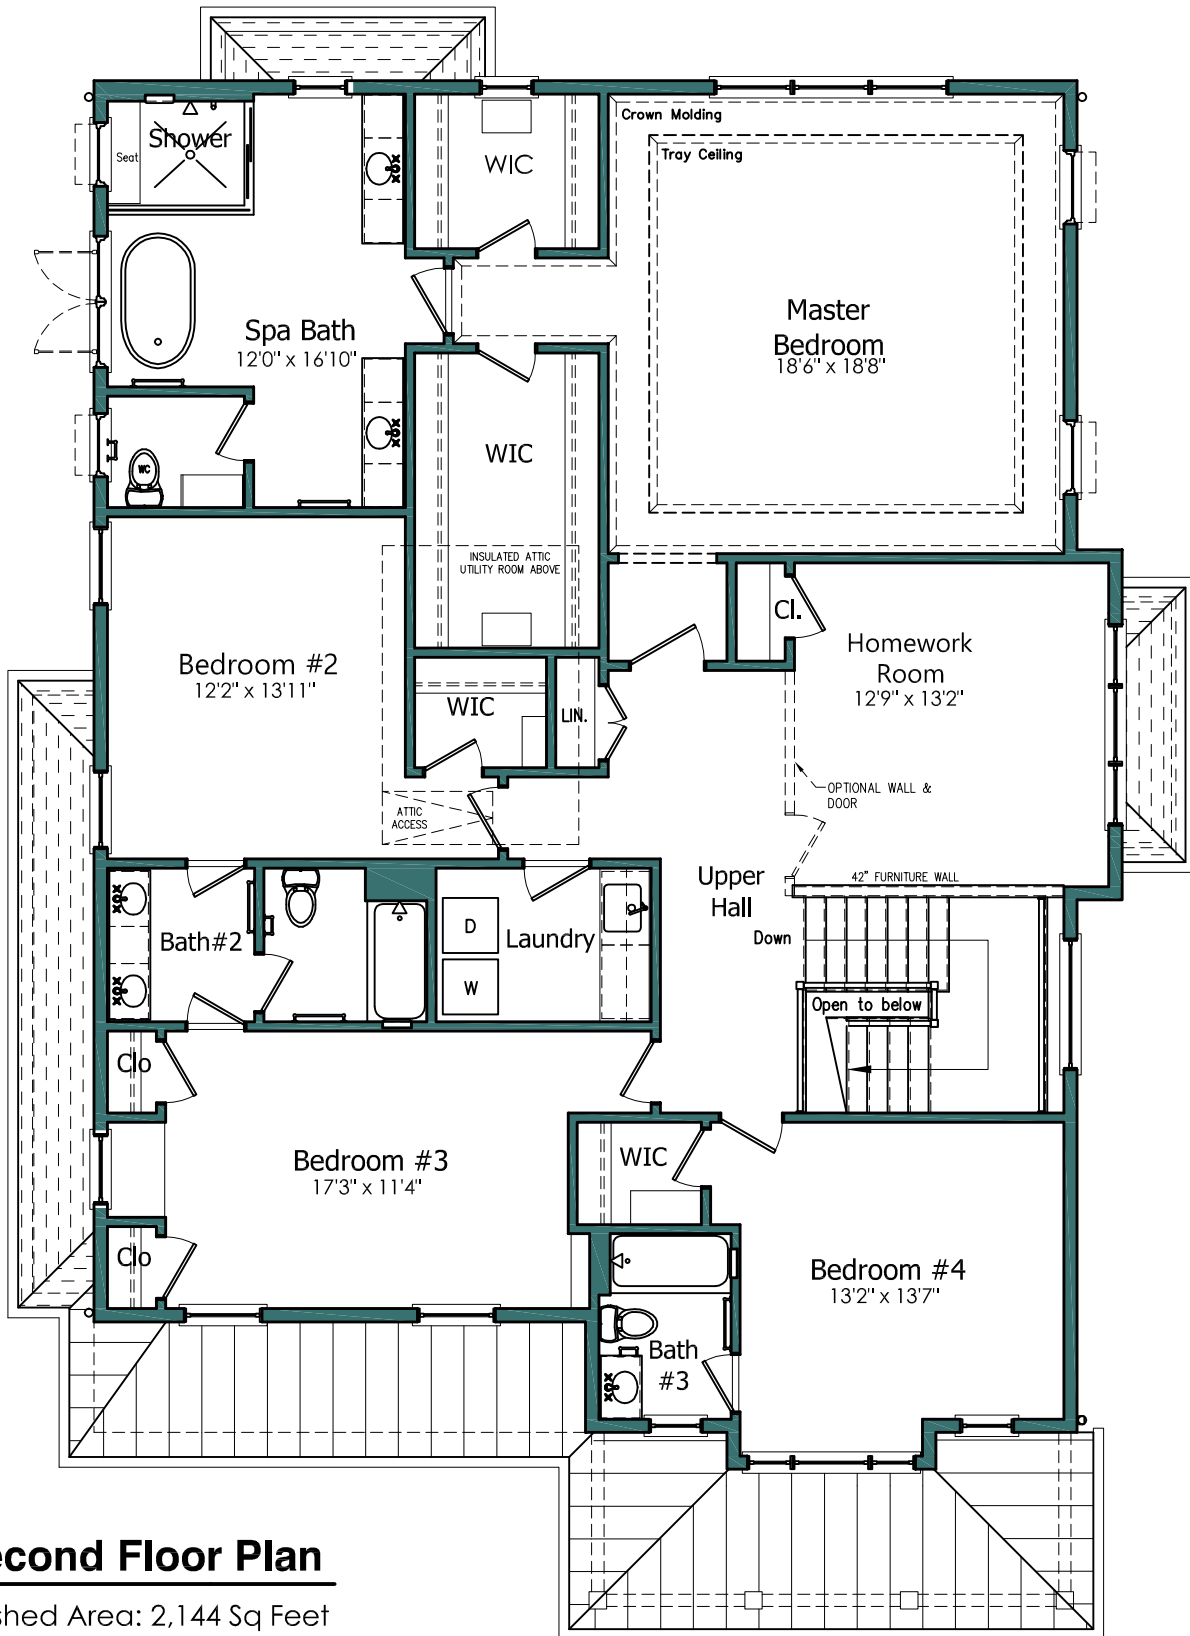 Crown Molding
Tray Ceiling
Shower
Seat
WIC
Master
Bedroom
18'6" x 18'8"
Spa Bath
12'0" x 16'10"
WIC
WC
INSULATED ATTIC
UTILITY ROOM ABOVE
Cl.
Homework
Room
12'9" x 13'2"
Bedroom #2
12'2" x 13'11"
WIC
LIN.
OPTIONAL WALL &
DOOR
ATTIC
ACCESS
42" FURNITURE WALL
Upper
Hall
Down
Bath#2
D
W
Laundry
Open to below
Clo
Bedroom #3
17'3" x 11'4"
WIC
Clo
Bedroom #4
13'2" x 13'7"
Bath
#3
econd Floor Plan
shed Area: 2,144 Sq Feet